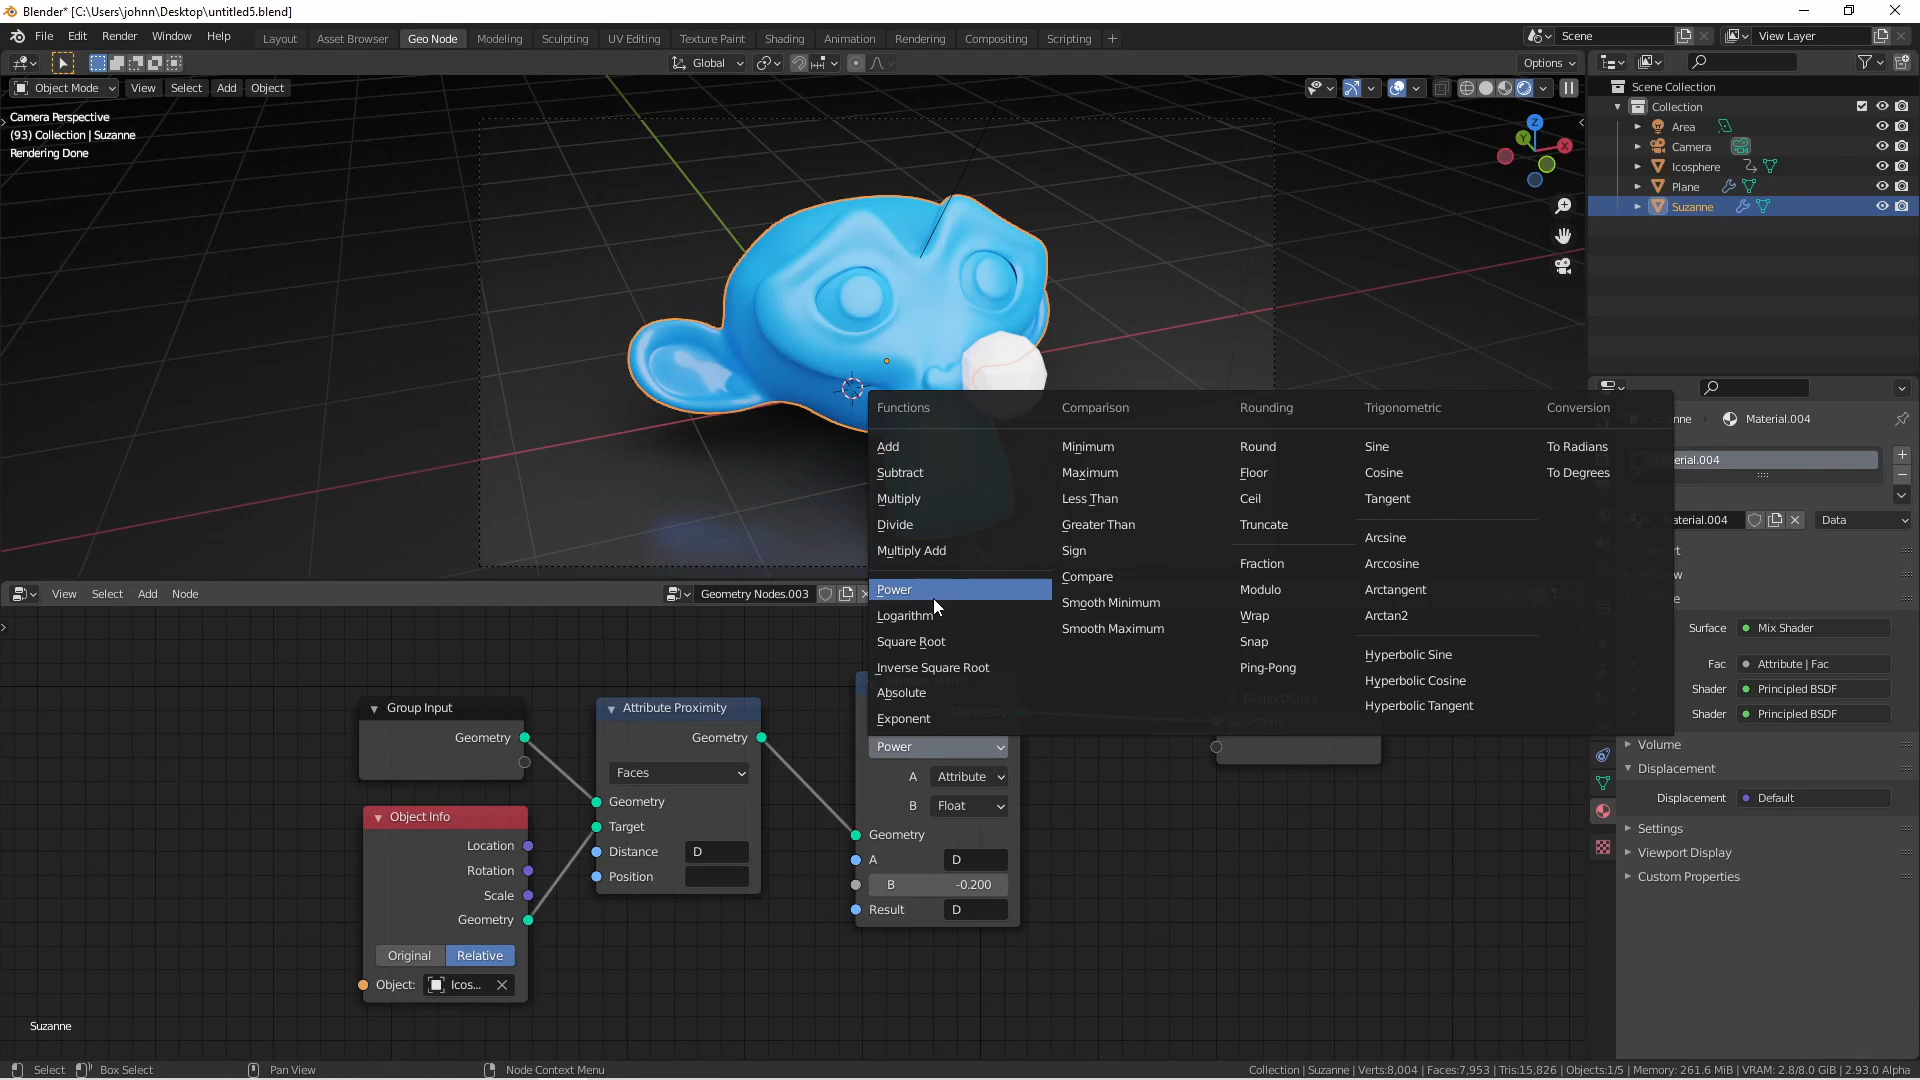 Blender* [C:\Users\johnn\Desktop\untitled5.blend]
File Edit Render Window Help Layout Asset Browser Geo Node Modeling Sculpting UV Editing Texture Paint Shading Animation Rendering Compositing Scripting + Scene View Layer
Global Options
Object Mode View Select Add Object
Camera Perspective
(93) Collection | Suzanne
Rendering Done
Z
Y
X
Scene Collection
Collection
Area
Camera
Icosphere
Plane
Suzanne
Functions Comparison Rounding Trigonometric Conversion
Add Minimum Round Sine To Radians
Subtract Maximum Floor Cosine To Degrees
Multiply Less Than Ceil Tangent
Divide Greater Than Truncate
Multiply Add Sign Arcsine
Compare Fraction Arccosine
Power Smooth Minimum Modulo Arctangent
Logarithm Smooth Maximum Wrap Arctan2
Square Root Snap Hyperbolic Sine
Inverse Square Root Ping-Pong Hyperbolic Cosine
Absolute Hyperbolic Tangent
Exponent
Material.004
erial.004
aterial.004 Data
View Select Add Node Geometry Nodes.003
Surface Mix Shader
Fac Attribute | Fac
Shader Principled BSDF
Shader Principled BSDF
Volume
Displacement
Displacement Default
Settings
Viewport Display
Custom Properties
Group Input
Geometry
Object Info
Location
Rotation
Scale
Geometry
Original Relative
Object: Icos...
Attribute Proximity
Geometry
Faces
Geometry
Target
Distance D
Position
Power
A Attribute
B Float
Geometry
A D
B -0.200
Result D
Group Output
Suzanne
Select Box Select Pan View Node Context Menu Collection | Suzanne | Verts:8,004 | Faces:7,953 | Tris:15,826 | Objects:1/5 | Memory: 261.6 MiB | VRAM: 2.8/8.0 GiB | 2.93.0 Alpha